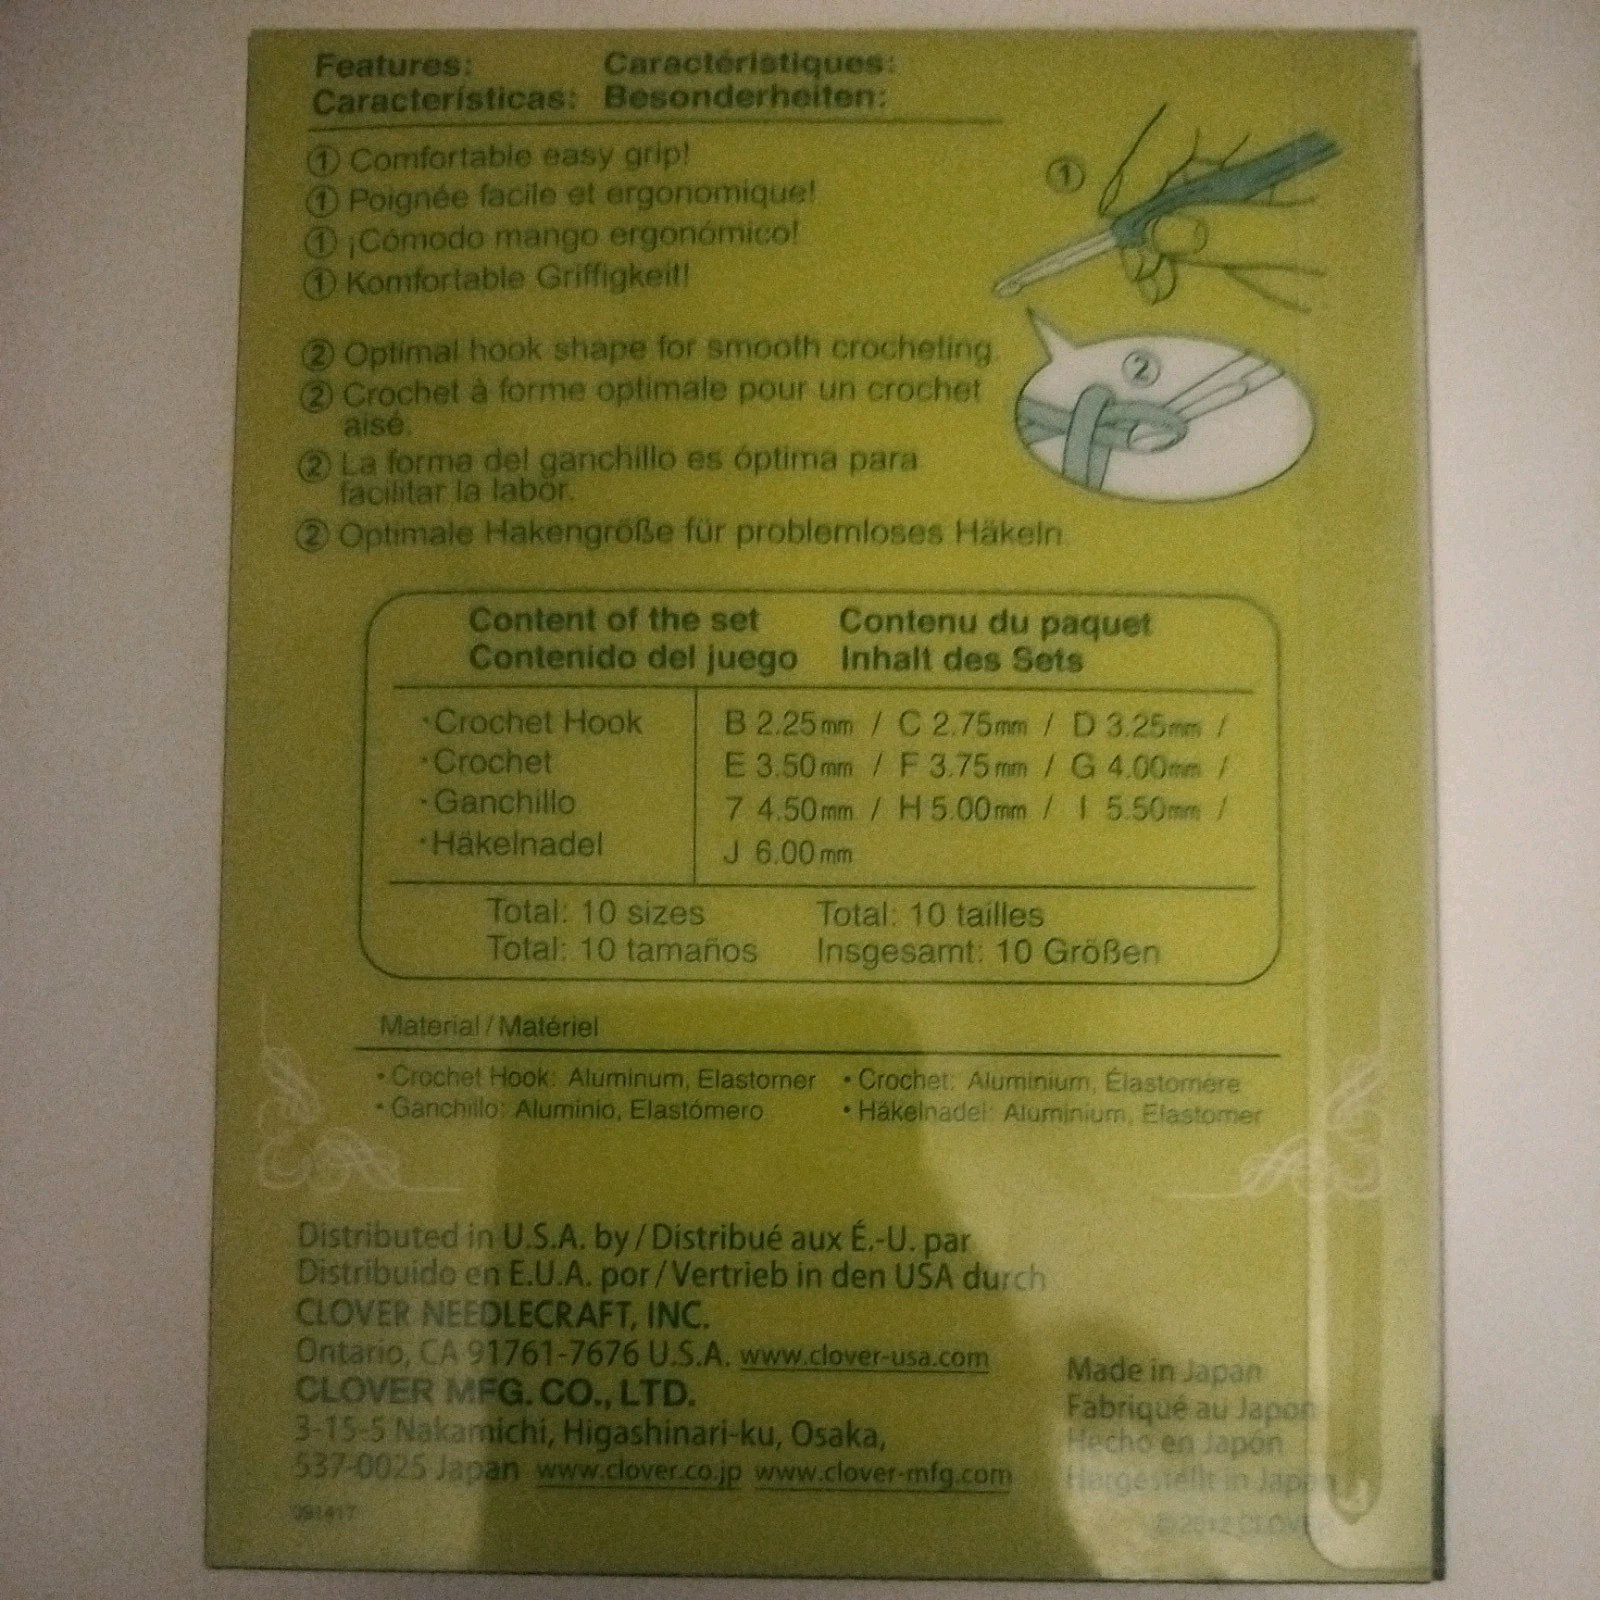 Features: Caractéristiques:
Características: Besonderheiten:
① Comfortable easy grip!
① Poignée facile et ergonomique!
① ¡Cómodo mango ergonómico!
① Komfortable Griffigkeit!
①
② Optimal hook shape for smooth crocheting.
② Crochet à forme optimale pour un crochet
aisé.
② La forma del ganchillo es óptima para
facilitar la labor.
② Optimale Hakengröße für problemloses Häkeln.
②
Content of the set Contenu du paquet
Contenido del juego Inhalt des Sets
・Crochet Hook
・Crochet
・Ganchillo
・Häkelnadel
B 2.25mm / C 2.75mm / D 3.25mm /
E 3.50mm / F 3.75mm / G 4.00mm /
7 4.50mm / H 5.00mm / I 5.50mm /
J 6.00mm
Total: 10 sizes Total: 10 tailles
Total: 10 tamaños Insgesamt: 10 Größen
Material / Matériel
• Crochet Hook: Aluminum, Elastomer • Crochet: Aluminium, Élastomère
• Ganchillo: Aluminio, Elastómero • Häkelnadel: Aluminium, Elastomer
Distributed in U.S.A. by / Distribué aux É.-U. par
Distribuido en E.U.A. por / Vertrieb in den USA durch
CLOVER NEEDLECRAFT, INC.
Ontario, CA 91761-7676 U.S.A. www.clover-usa.com
CLOVER MFG. CO., LTD.
3-15-5 Nakamichi, Higashinari-ku, Osaka,
537-0025 Japan www.clover.co.jp www.clover-mfg.com
Made in Japan
Fabriqué au Japon
Hecho en Japón
Hergestellt in Japan
091417
© 2012 CLOVER